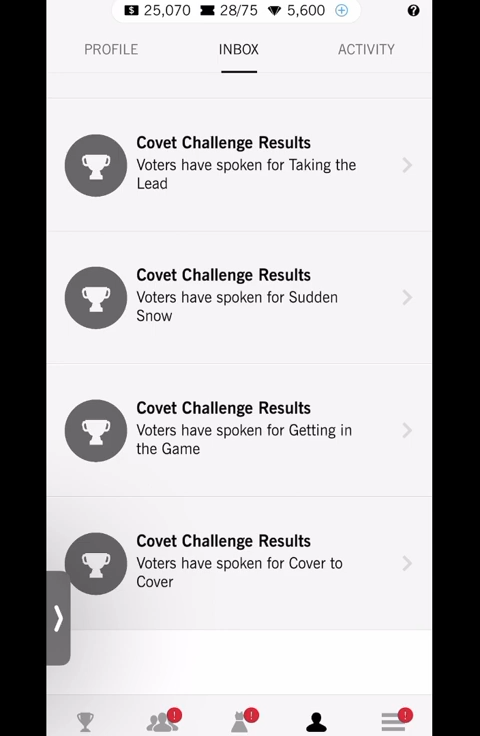 $ 25,070 28/75 5,600 ?
PROFILE INBOX ACTIVITY
Covet Challenge Results
Voters have spoken for Taking the
Lead
Covet Challenge Results
Voters have spoken for Sudden
Snow
Covet Challenge Results
Voters have spoken for Getting in
the Game
Covet Challenge Results
Voters have spoken for Cover to
Cover
! ! !